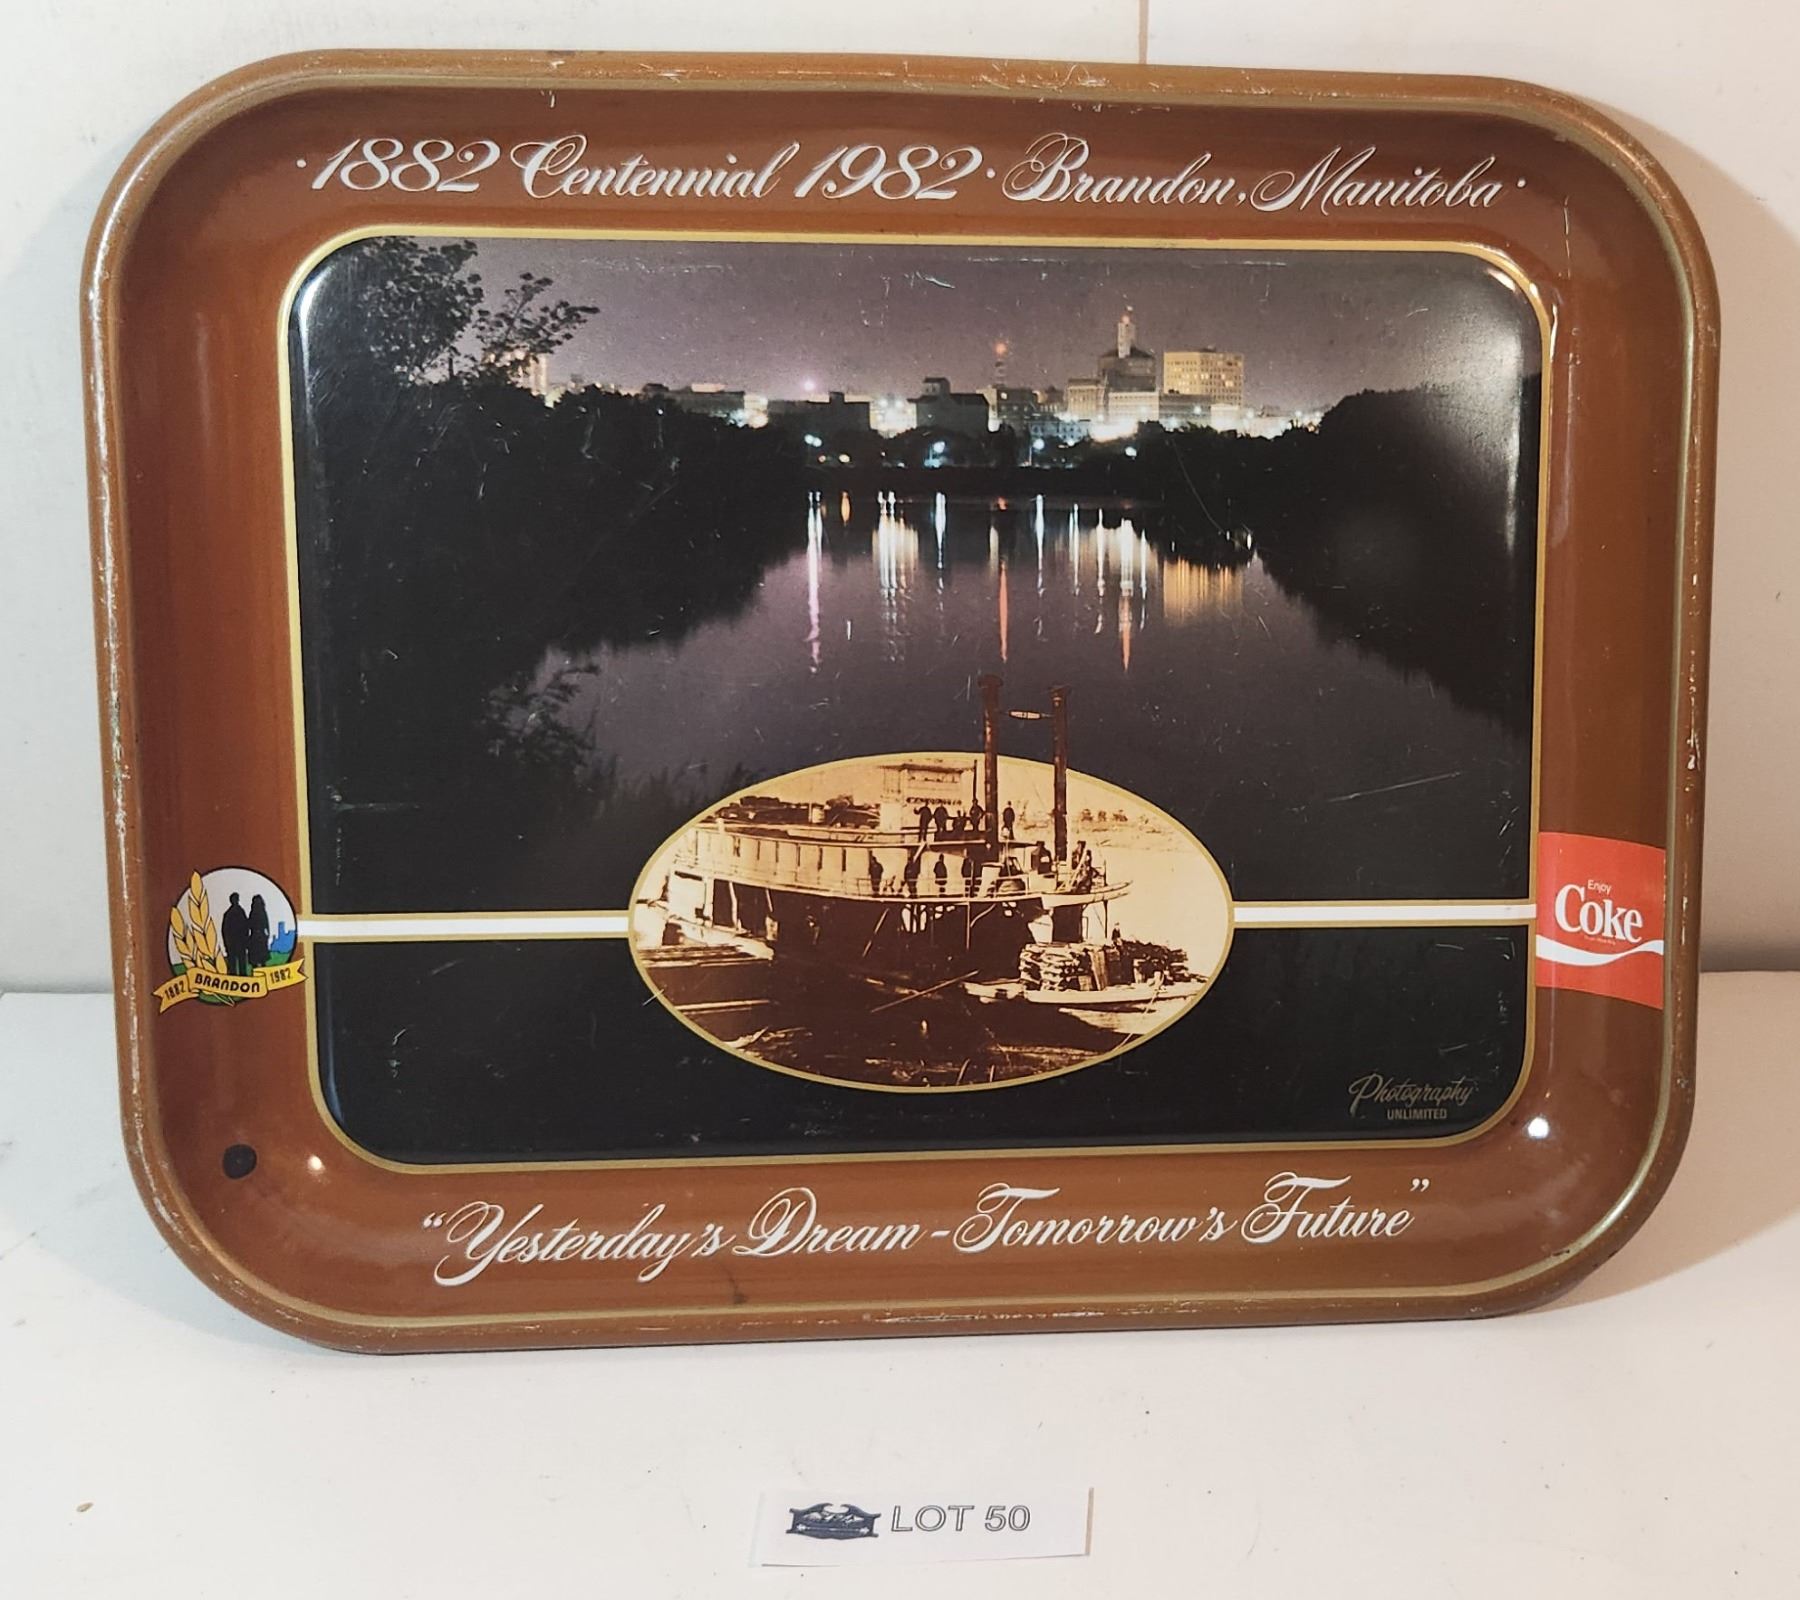 · 1882 Centennial 1982 · Brandon, Manitoba ·
Enjoy
Coke
1882 BRANDON 1982
Photography
UNLIMITED
"Yesterday's Dream - Tomorrow's Future"
LOT 50